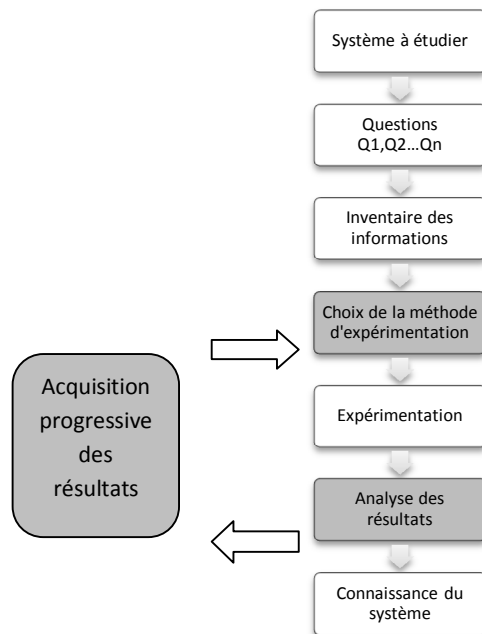 Système à étudier
Questions
Q1,Q2...Qn
Inventaire des
informations
Choix de la méthode
d'expérimentation
Acquisition
progressive
des
résultats
Expérimentation
Analyse des
résultats
Connaissance du
système